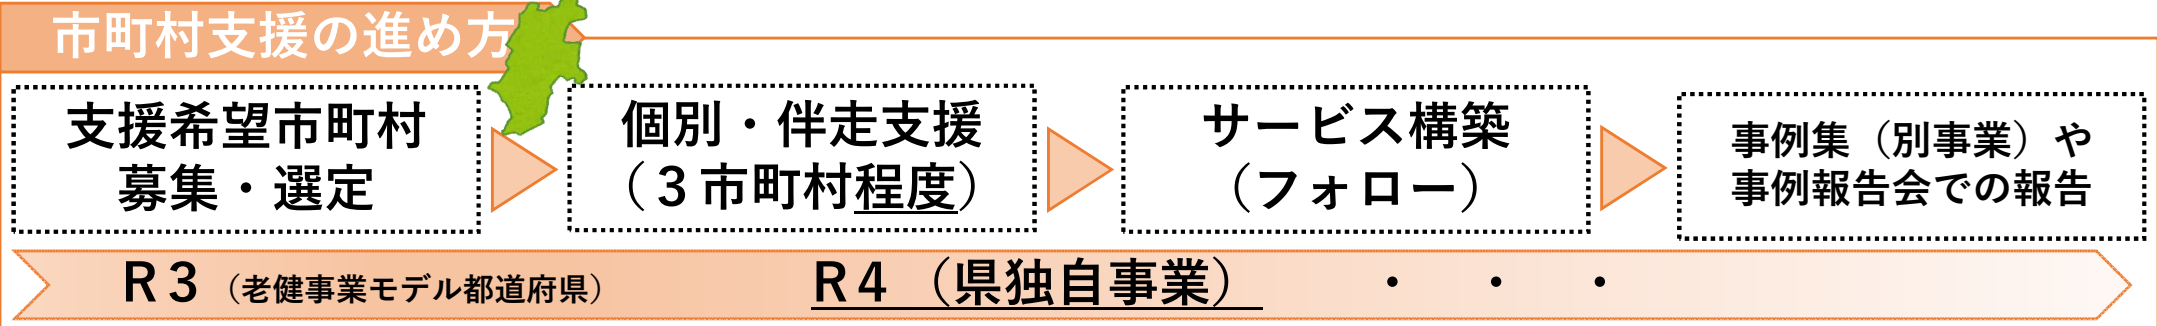 市町村支援の進め方
支援希望市町村
募集・選定
個別・伴走支援
（３市町村程度）
サービス構築
（フォロー）
事例集（別事業）や
事例報告会での報告
Ｒ３（老健事業モデル都道府県）
Ｒ４（県独自事業）
・　・　・